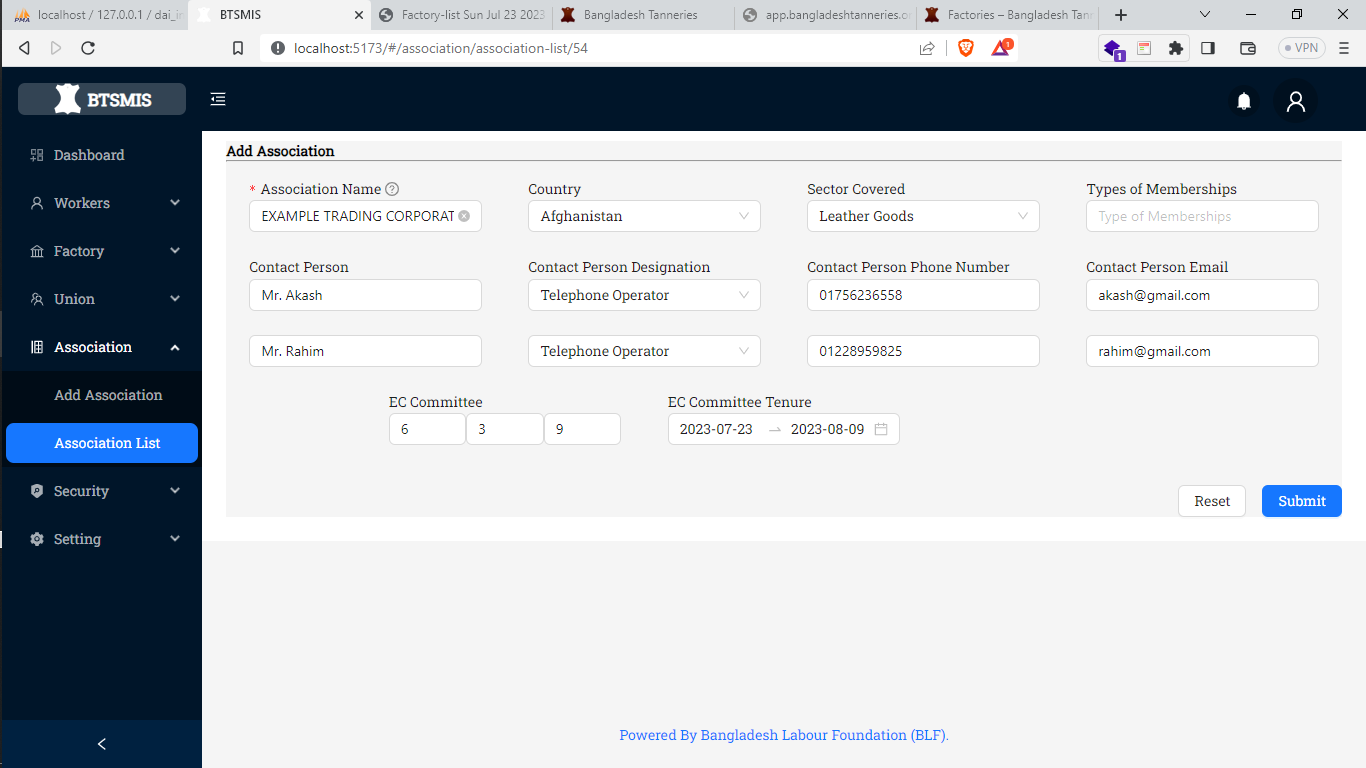 localhost / 127.0.0.1 / dai_i
BTSMIS
Factory-list Sun Jul 23 2023
Bangladesh Tanneries
app.bangladeshtanneries.o
Factories – Bangladesh Tan
localhost:5173/#/association/association-list/54
1
1
VPN
BTSMIS
Dashboard
Workers
Factory
Union
Association
Add Association
Association List
Security
Setting
Add Association
* Association Name
Country
Sector Covered
Types of Memberships
EXAMPLE TRADING CORPORAT
Afghanistan
Leather Goods
Type of Memberships
Contact Person
Contact Person Designation
Contact Person Phone Number
Contact Person Email
Mr. Akash
Telephone Operator
01756236558
akash@gmail.com
Mr. Rahim
Telephone Operator
01228959825
rahim@gmail.com
EC Committee
EC Committee Tenure
6
3
9
2023-07-23
2023-08-09
Reset
Submit
Powered By Bangladesh Labour Foundation (BLF).